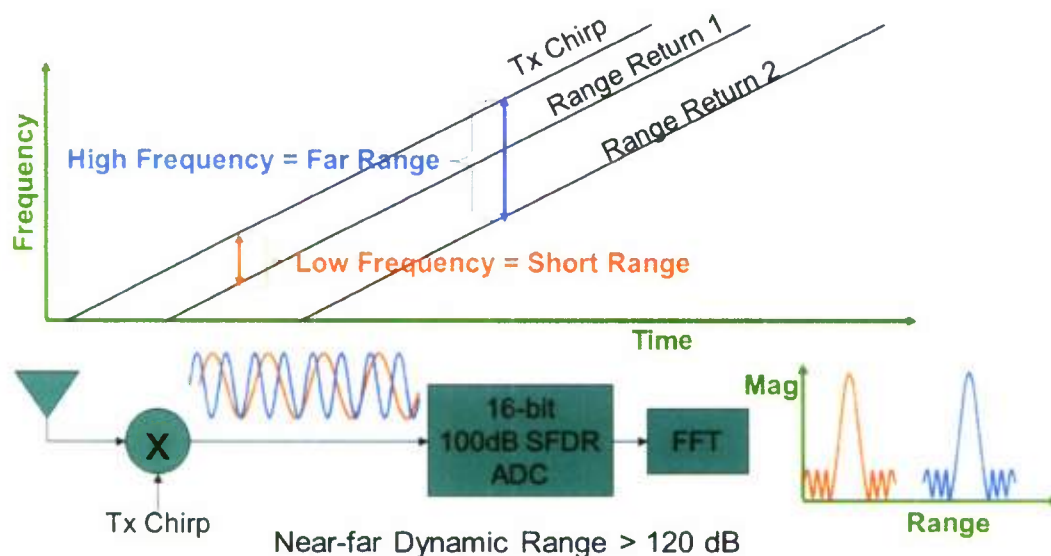 Tx Chirp
Range Return 1
Range Return 2
Frequency
High Frequency = Far Range
Low Frequency = Short Range
Time
X
Tx Chirp
16-bit
100dB SFDR
ADC
FFT
Mag
Range
Near-far Dynamic Range > 120 dB